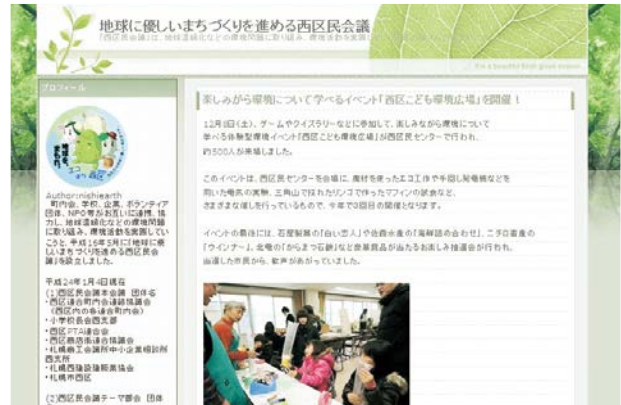 地球に優しいまちづくりを進める西区民会議
プロフィール
Author:nishiearth
町内会、学校、企業、ボランティア
団体、NPO等がお互いに連携、協
力し、地球温暖化などの環境問題
に取り組み、環境活動を実践してい
こうと、平成16年3月に「地球に優
しいまちづくりを進める西区民会
議」を設立しました。
平成24年1月4日現在
(1)西区民会議本会議 団体名
・西区連合町内会連絡協議会
(西区内の各連合町内会)
・小学校長会西支部
・西区PTA連合会
・西区商店街連合協議会
・札幌商工会議所中小企業相談所
西支所
・札幌西建設協興業協会
・札幌市西区
(2)西区民会議テーマ部会 団体
楽しみがら環境について学べるイベント「西区こども環境広場」を開催!
12月1日(土)、ゲームやクイズラリーなどに参加して、楽しみながら環境について
学べる体験型環境イベント「西区こども環境広場」が西区民センターで行われ、
約300人が来場しました。
このイベントは、西区民センターを会場に、廃材を使ったエコ工作や手回し発電機などを
用いた電気の実験、三角山で採れたリンゴで作ったマフィンの試食など、
さまざまな催しを行っているもので、今年で3回目の開催となります。
イベントの最後には、石屋製菓の「白い恋人」や佐藤水産の「海鮮詰め合わせ」、ニチロ畜産の
「ウインナー」、北電の「からまつ石鹸」など景品が当たるお楽しみ抽選会が行われ、
当選した市民から、歓声があがっていました。